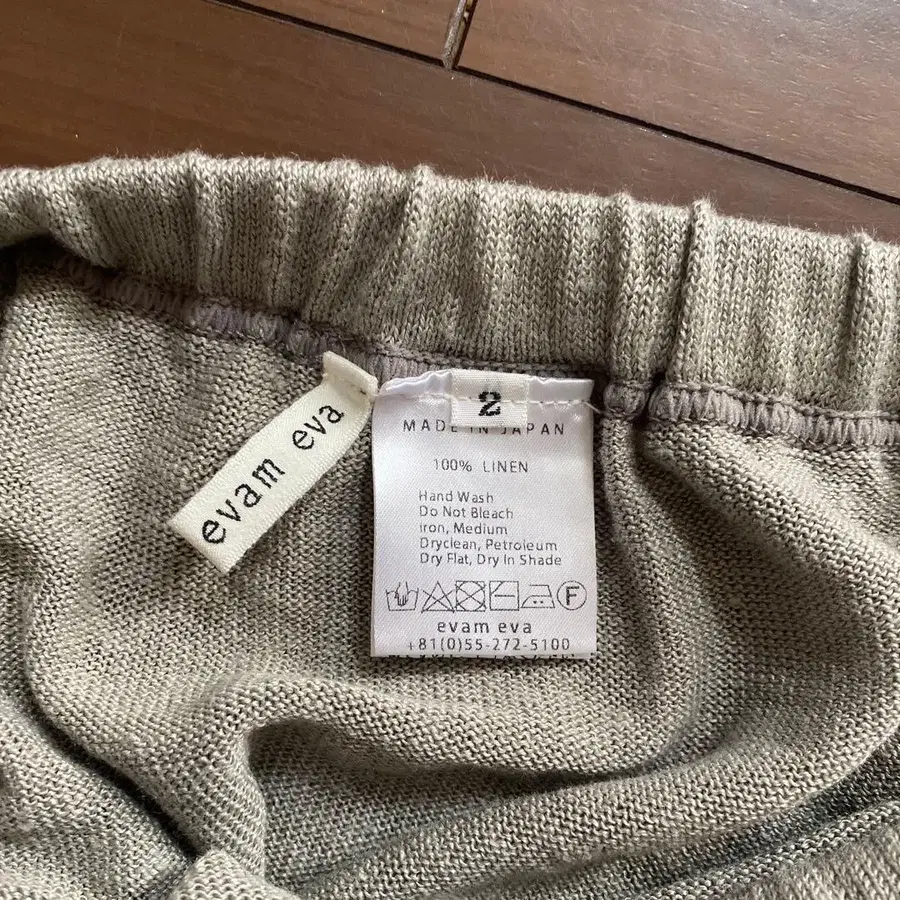 evam eva
2
MADE IN JAPAN
100% LINEN
Hand Wash
Do Not Bleach
Iron, Medium
Dryclean, Petroleum
Dry Flat, Dry In Shade
F
evam eva
+81(0)55-272-5100